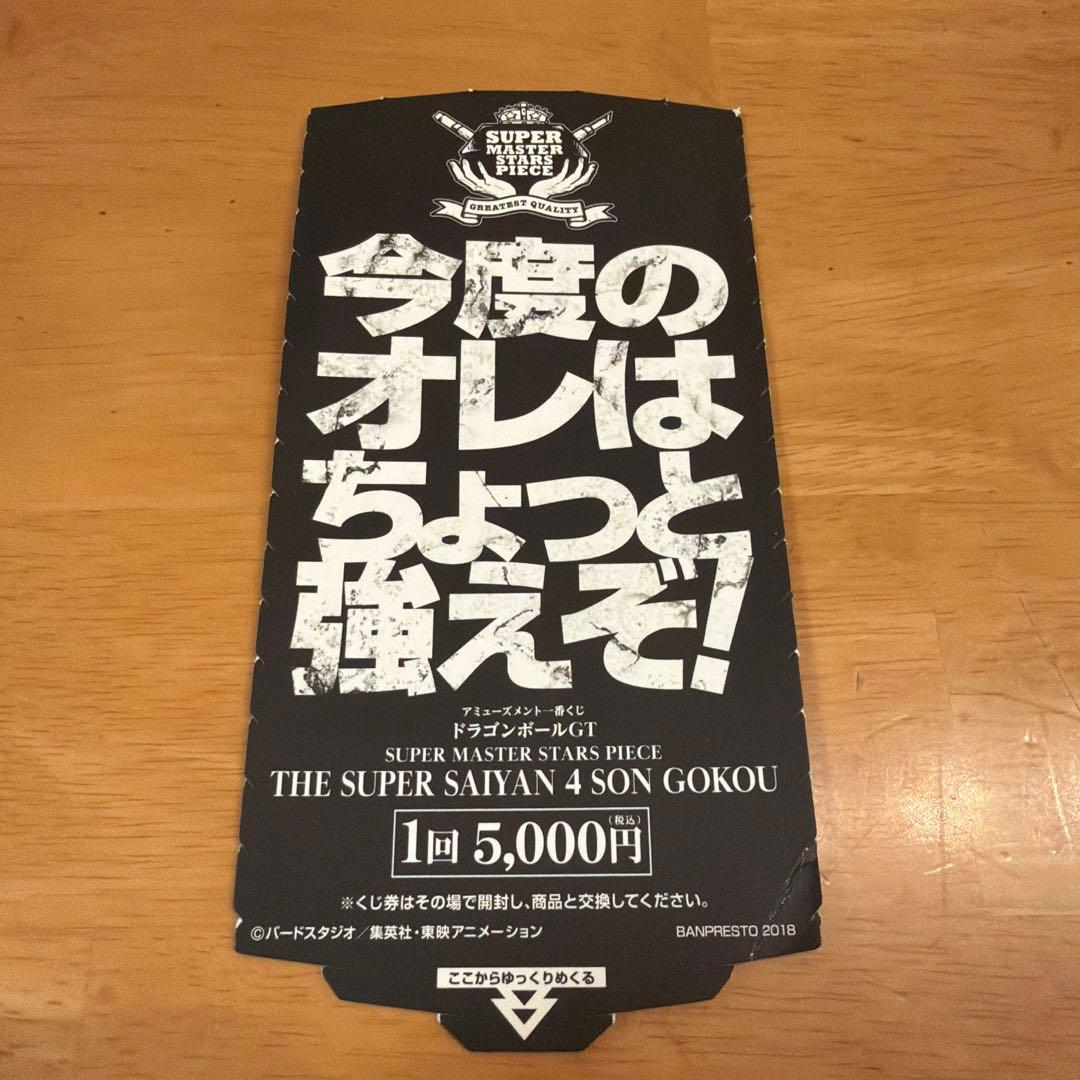 SUPER
MASTER
STARS
PIECE
GREATEST QUALITY
今度の
オレは
ちょっと
強えぞ!
アミューズメント一番くじ
ドラゴンボールGT
SUPER MASTER STARS PIECE
THE SUPER SAIYAN 4 SON GOKOU
1回 5,000円(税込)
※くじ券はその場で開封し、商品と交換してください。
©バードスタジオ/集英社・東映アニメーション
BANPRESTO 2018
ここからゆっくりめくる